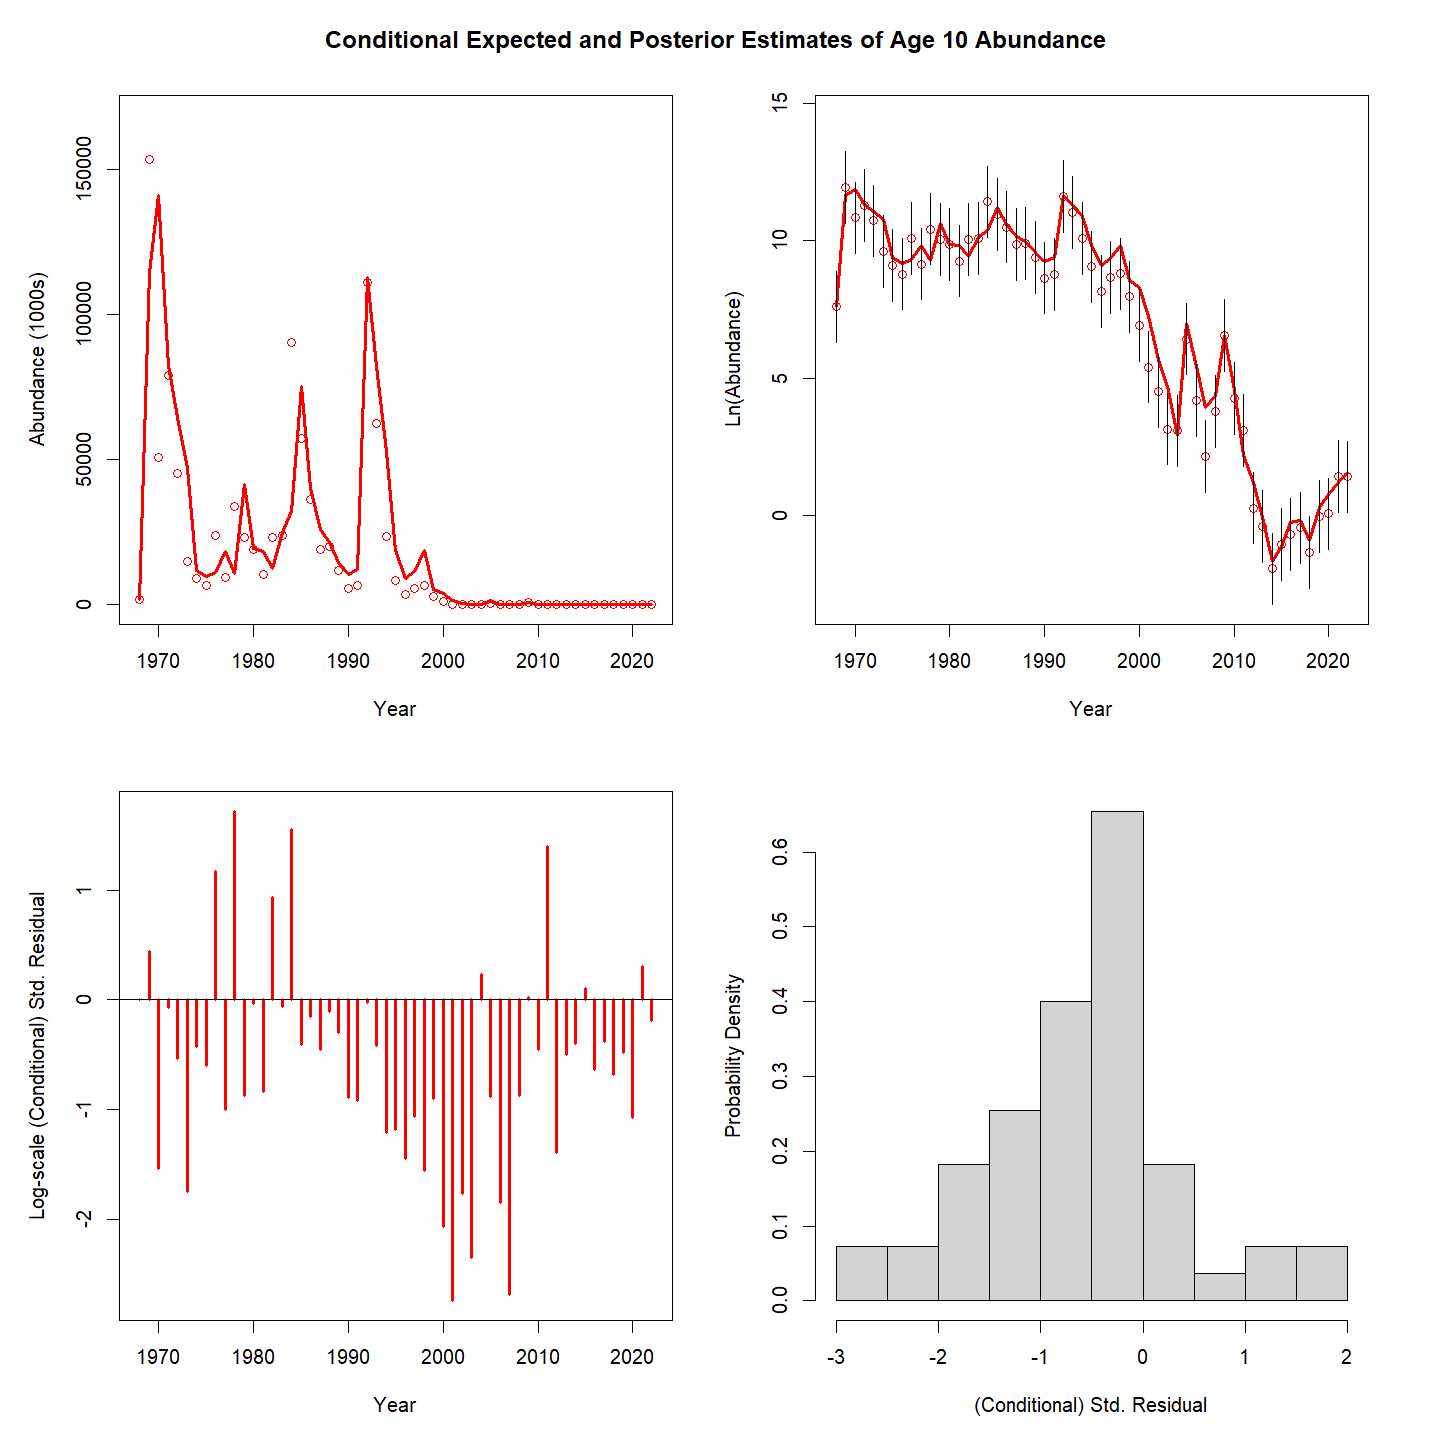 Conditional Expected and Posterior Estimates of Age 10 Abundance
Abundance (1000s)
150000
100000
50000
0
1970 1980 1990 2000 2010 2020
Year
Ln(Abundance)
15
10
5
0
1970 1980 1990 2000 2010 2020
Year
Log-scale (Conditional) Std. Residual
1
0
-1
-2
1970 1980 1990 2000 2010 2020
Year
Probability Density
0.6
0.5
0.4
0.3
0.2
0.1
0.0
-3 -2 -1 0 1 2
(Conditional) Std. Residual